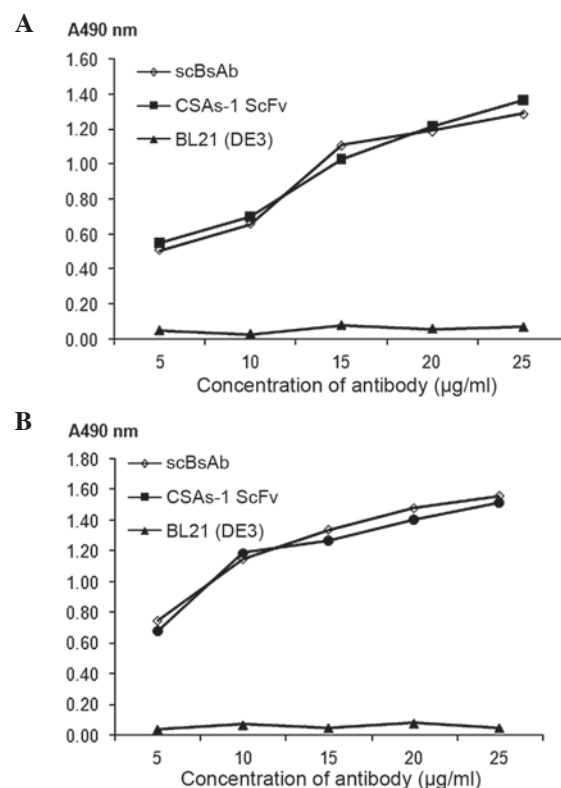 A
A490 nm
1.60
1.40
1.20
1.00
0.80
0.60
0.40
0.20
0.00
scBsAb
CSAs-1 ScFv
BL21 (DE3)
5 10 15 20 25
Concentration of antibody (µg/ml)
B
A490 nm
1.80
1.60
1.40
1.20
1.00
0.80
0.60
0.40
0.20
0.00
scBsAb
CSAs-1 ScFv
BL21 (DE3)
5 10 15 20 25
Concentration of antibody (µg/ml)